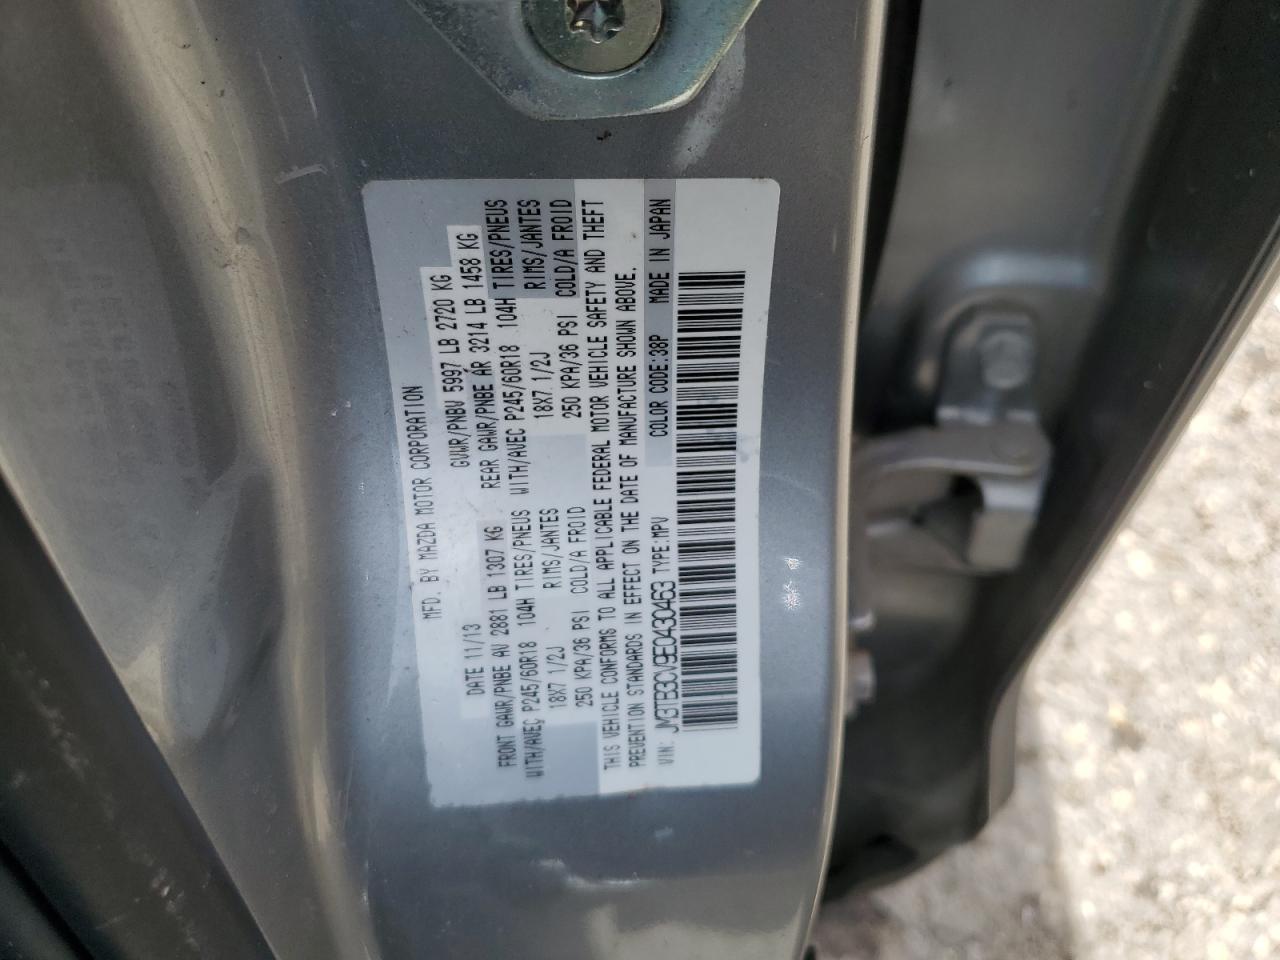 MFD. BY MAZDA MOTOR CORPORATION
DATE 11/13 GVWR/PNBV 5997 LB 2720 KG
FRONT GAWR/PNBE AV 2881 LB 1307 KG REAR GAWR/PNBE AR 3214 LB 1458 KG
WITH/AVEC P245/60R18 104H TIRES/PNEUS WITH/AVEC P245/60R18 104H TIRES/PNEUS
18X7 1/2J RIMS/JANTES 18X7 1/2J RIMS/JANTES
250 KPA/36 PSI COLD/A FROID 250 KPA/36 PSI COLD/A FROID
THIS VEHICLE CONFORMS TO ALL APPLICABLE FEDERAL MOTOR VEHICLE SAFETY AND THEFT
PREVENTION STANDARDS IN EFFECT ON THE DATE OF MANUFACTURE SHOWN ABOVE.
VIN: JM3TB3CV9E0430463 TYPE:MPV COLOR CODE:38P MADE IN JAPAN